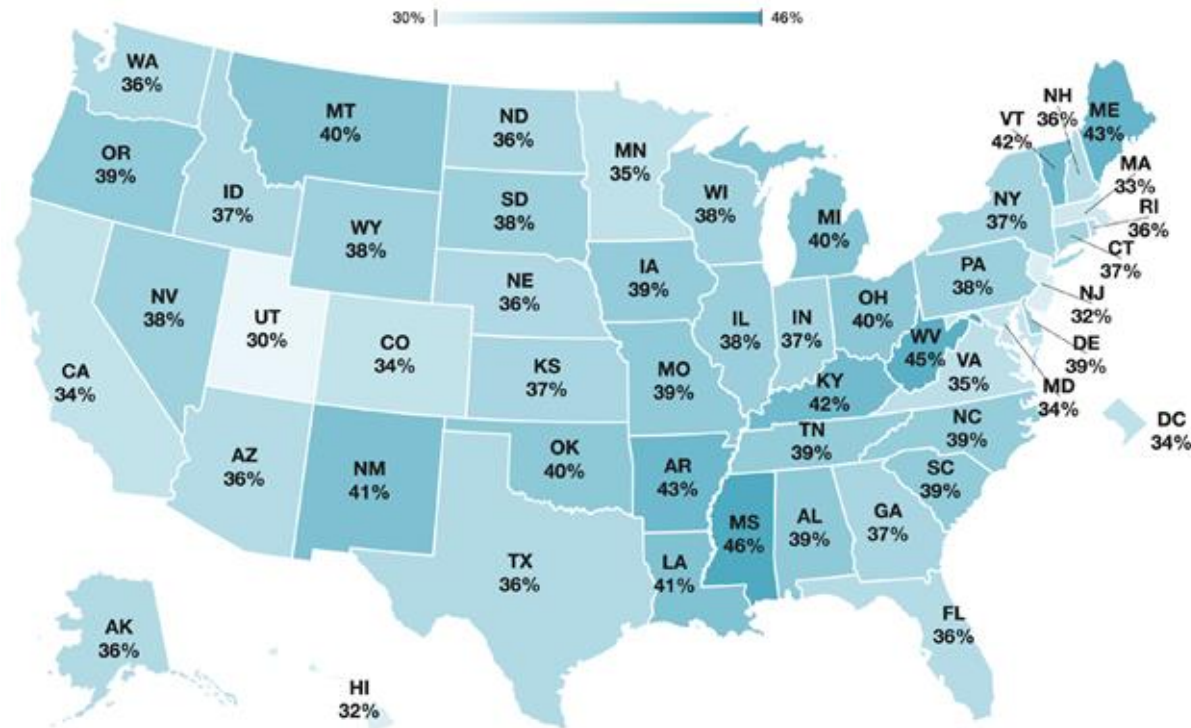 30%
46%
WA
36%
MT
40%
ND
36%
MN
35%
OR
39%
ID
37%
WY
38%
SD
38%
WI
38%
MI
40%
NY
37%
VT
42%
NH
36%
ME
43%
MA
33%
RI
36%
CT
37%
NJ
32%
DE
39%
MD
34%
DC
34%
PA
38%
NV
38%
UT
30%
CO
34%
NE
36%
IA
39%
IL
38%
IN
37%
OH
40%
WV
45%
VA
35%
CA
34%
KS
37%
MO
39%
KY
42%
NC
39%
TN
39%
SC
39%
AZ
36%
NM
41%
OK
40%
AR
43%
MS
46%
AL
39%
GA
37%
TX
36%
LA
41%
FL
36%
AK
36%
HI
32%